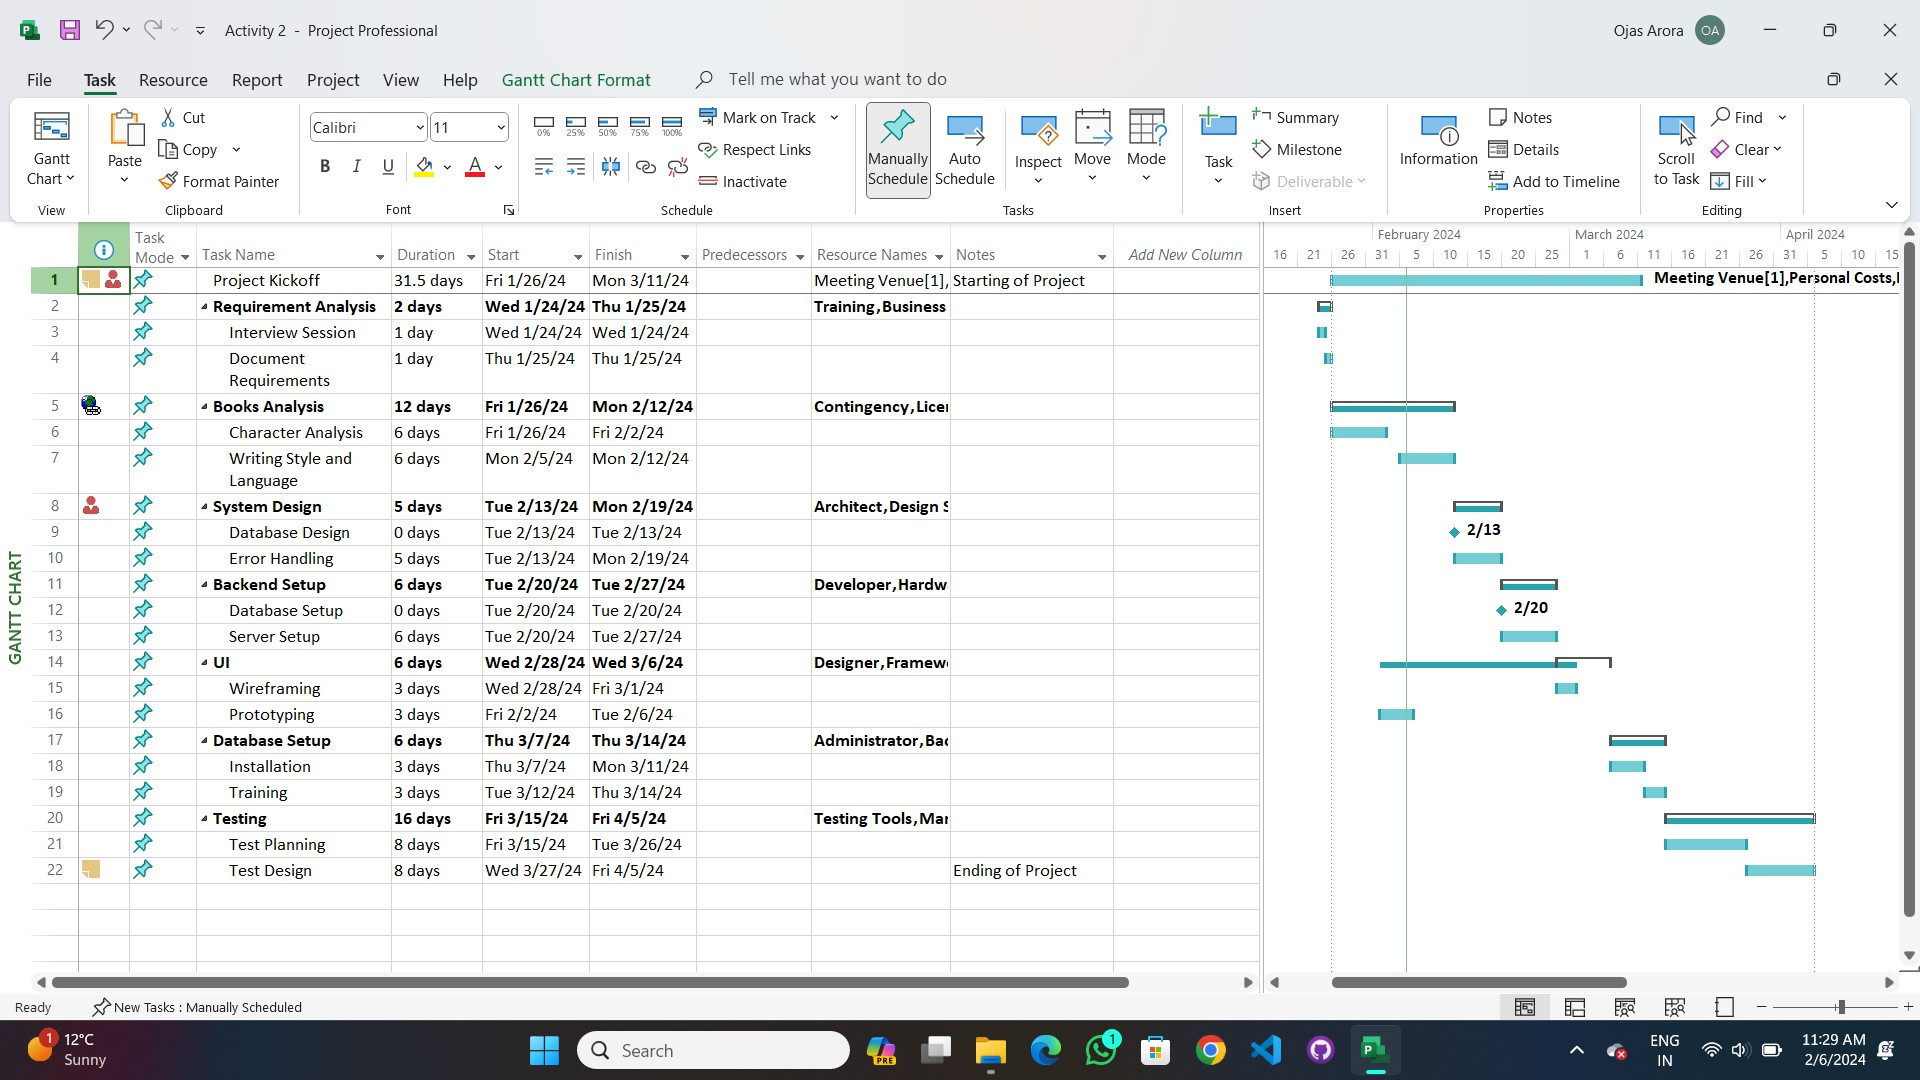 Activity 2 - Project Professional
Ojas Arora
OA
File Task Resource Report Project View Help Gantt Chart Format Tell me what you want to do
Gantt Chart
View
Paste
Cut
Copy
Format Painter
Clipboard
Calibri 11
B I U A
Font
0% 25% 50% 75% 100%
Mark on Track
Respect Links
Inactivate
Schedule
Manually Schedule
Auto Schedule
Inspect
Move
Mode
Tasks
Task
Summary
Milestone
Deliverable
Insert
Information
Notes
Details
Add to Timeline
Properties
Scroll to Task
Find
Clear
Fill
Editing
GANTT CHART
Task Mode Task Name Duration Start Finish Predecessors Resource Names Notes Add New Column
February 2024 March 2024 April 2024
16 21 26 31 5 10 15 20 25 1 6 11 16 21 26 31 5 10 15
1 Project Kickoff 31.5 days Fri 1/26/24 Mon 3/11/24 Meeting Venue[1], Starting of Project
Meeting Venue[1],Personal Costs,
2 Requirement Analysis 2 days Wed 1/24/24 Thu 1/25/24 Training,Business
3 Interview Session 1 day Wed 1/24/24 Wed 1/24/24
4 Document Requirements 1 day Thu 1/25/24 Thu 1/25/24
5 Books Analysis 12 days Fri 1/26/24 Mon 2/12/24 Contingency,Licen
6 Character Analysis 6 days Fri 1/26/24 Fri 2/2/24
7 Writing Style and Language 6 days Mon 2/5/24 Mon 2/12/24
8 System Design 5 days Tue 2/13/24 Mon 2/19/24 Architect,Design S
9 Database Design 0 days Tue 2/13/24 Tue 2/13/24 2/13
10 Error Handling 5 days Tue 2/13/24 Mon 2/19/24
11 Backend Setup 6 days Tue 2/20/24 Tue 2/27/24 Developer,Hardw
12 Database Setup 0 days Tue 2/20/24 Tue 2/20/24 2/20
13 Server Setup 6 days Tue 2/20/24 Tue 2/27/24
14 UI 6 days Wed 2/28/24 Wed 3/6/24 Designer,Framew
15 Wireframing 3 days Wed 2/28/24 Fri 3/1/24
16 Prototyping 3 days Fri 2/2/24 Tue 2/6/24
17 Database Setup 6 days Thu 3/7/24 Thu 3/14/24 Administrator,Bac
18 Installation 3 days Thu 3/7/24 Mon 3/11/24
19 Training 3 days Tue 3/12/24 Thu 3/14/24
20 Testing 16 days Fri 3/15/24 Fri 4/5/24 Testing Tools,Mar
21 Test Planning 8 days Fri 3/15/24 Tue 3/26/24
22 Test Design 8 days Wed 3/27/24 Fri 4/5/24 Ending of Project
Ready New Tasks : Manually Scheduled
1
12°C
Sunny
Search
PRE
1
ENG
IN
11:29 AM
2/6/2024